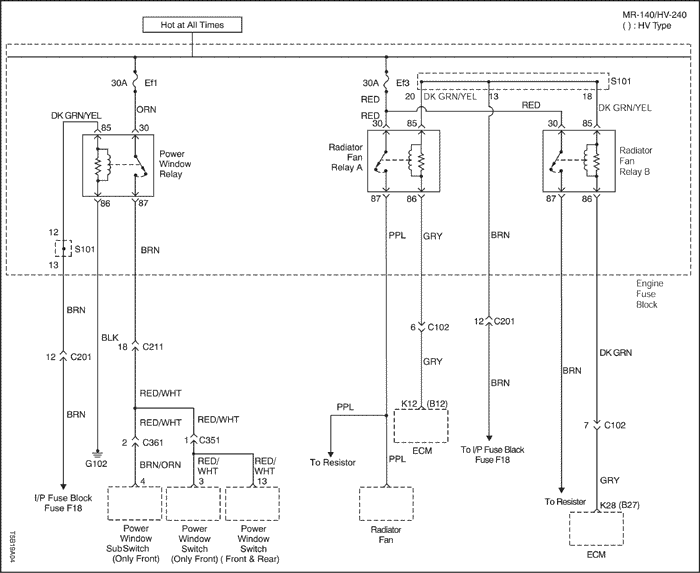 MR-140/HV-240
( ) : HV Type
Hot at All Times
30A Ef1
30A Ef3
S101
20 DK GRN/YEL 13 18
ORN
RED
RED
RED
DK GRN/YEL
DK GRN/YEL
85 30
30 85
30 85
Power
Window
Relay
Radiator
Fan
Relay A
Radiator
Fan
Relay B
86 87
87 86
87 86
12
S101
13
BRN
PPL
GRY
BRN
Engine
Fuse
Block
BRN
BLK
18 C211
6 C102
12 C201
12 C201
DK GRN
GRY
BRN
BRN
RED/WHT
K12 (B12)
BRN
RED/WHT
RED/WHT
PPL
ECM
7 C102
2 C361
1 C351
G102
To Resistor
PPL
To I/P Fuse Black
Fuse F18
BRN/ORN
RED/
WHT
RED/
WHT
GRY
4 3 13
I/P Fuse Block
Fuse F18
To Resister
K28 (B27)
Power
Window
SubSwitch
(Only Front)
Power
Window
Switch
(Only Front)
Power
Window
Switch
( Front & Rear)
Radiator
Fan
ECM
T5B19A04